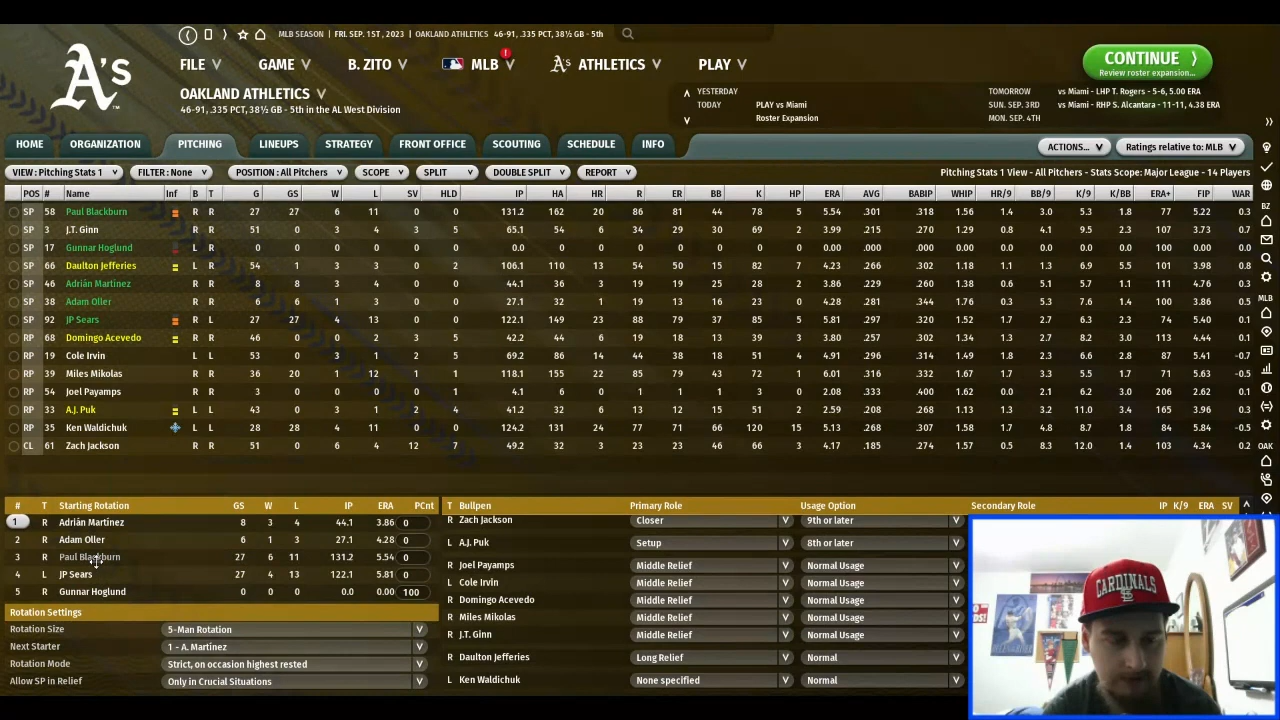 MLB SEASON | FRI. SEP. 1ST, 2023 | OAKLAND ATHLETICS 46-91, .335 PCT, 38½ GB - 5th
A's
FILE GAME B. ZITO MLB ! A's ATHLETICS PLAY
CONTINUE
Review roster expansion...
OAKLAND ATHLETICS
46-91, .335 PCT, 38½ GB - 5th in the AL West Division
YESTERDAY
TODAY PLAY vs Miami
Roster Expansion
TOMORROW vs Miami - LHP T. Rogers - 5-6, 5.00 ERA
SUN. SEP. 3RD vs Miami - RHP S. Alcantara - 11-11, 4.38 ERA
MON. SEP. 4TH
HOME ORGANIZATION PITCHING LINEUPS STRATEGY FRONT OFFICE SCOUTING SCHEDULE INFO ACTIONS... Ratings relative to: MLB
VIEW: Pitching Stats 1 FILTER: None POSITION: All Pitchers SCOPE SPLIT DOUBLE SPLIT REPORT Pitching Stats 1 View - All Pitchers - Stats Scope: Major League - 14 Players
POS # Name Inf B T G GS W L SV HLD IP HA HR R ER BB K HP ERA AVG BABIP WHIP HR/9 BB/9 K/9 K/BB ERA+ FIP WAR
SP 58 Paul Blackburn R R 27 27 6 11 0 0 131.2 162 20 86 81 44 78 5 5.54 .301 .318 1.56 1.4 3.0 5.3 1.8 77 5.22 0.3
SP 3 J.T. Ginn R R 51 0 3 4 3 5 65.1 54 6 34 29 30 69 2 3.99 .215 .270 1.29 0.8 4.1 9.5 2.3 107 3.73 0.7
SP 17 Gunnar Hoglund R R 0 0 0 0 0 0 0.0 0 0 0 0 0 0 0 0.00 .000 .000 0.00 0.0 0.0 0.0 0.0 100 0.00 0.0
SP 66 Daulton Jefferies L R 54 1 3 3 0 2 106.1 110 13 54 50 15 82 7 4.23 .266 .302 1.18 1.1 1.3 6.9 5.5 101 3.98 0.8
SP 46 Adrián Martínez R R 8 8 3 4 0 0 44.1 36 3 19 19 25 28 2 3.86 .229 .260 1.38 0.6 5.1 5.7 1.1 111 4.76 0.3
SP 38 Adam Oller R R 6 6 1 3 0 0 27.1 32 1 19 13 16 23 1 4.28 .281 .344 1.76 0.3 5.3 7.6 1.4 100 3.86 0.5
SP 92 JP Sears R L 27 27 4 13 0 0 122.1 149 23 88 79 37 85 5 5.81 .297 .320 1.52 1.7 2.7 6.3 2.3 74 5.40 0.1
RP 68 Domingo Acevedo R R 46 0 2 3 5 42.2 44 6 19 18 13 39 2 3.80 .257 .302 1.34 1.3 2.7 8.2 3.0 113 4.44 0.1
RP 19 Cole Irvin L L 53 0 3 1 2 5 69.2 86 14 44 38 18 51 4 4.91 .296 .314 1.49 1.8 2.3 6.6 2.8 87 5.41 -0.7
RP 39 Miles Mikolas R R 36 20 1 12 1 1 118.1 155 22 85 79 43 72 1 6.01 .316 .332 1.67 1.7 3.3 5.5 1.7 71 5.63 -0.5
RP 54 Joel Payamps R R 3 0 0 0 1 0 4.1 6 0 1 1 1 3 0 2.08 .333 .400 1.62 0.0 2.1 6.2 3.0 206 2.62 0.1
RP 33 A.J. Puk L L 43 0 3 1 2 4 41.2 32 6 13 12 15 51 2 2.59 .208 .268 1.13 1.3 3.2 11.0 3.4 165 3.96 0.3
RP 35 Ken Waldichuk L L 28 28 4 11 0 0 124.2 131 24 77 71 66 120 15 5.13 .268 .307 1.58 1.7 4.8 8.7 1.8 84 5.84 -0.5
CL 61 Zach Jackson R R 51 0 6 4 12 7 49.2 32 3 23 23 46 66 3 4.17 .185 .274 1.57 0.5 8.3 12.0 1.4 103 4.34 0.2
# T Starting Rotation GS W L IP ERA PCnt
1 R Adrián Martínez 8 3 4 44.1 3.86 0
2 R Adam Oller 6 1 3 27.1 4.28 0
3 R Paul Blackburn 27 6 11 131.2 5.54 0
4 L JP Sears 27 4 13 122.1 5.81 0
5 R Gunnar Hoglund 0 0 0 0.0 0.00 100
Rotation Settings
Rotation Size 5-Man Rotation
Next Starter 1 - A. Martínez
Rotation Mode Strict, on occasion highest rested
Allow SP in Relief Only in Crucial Situations
T Bullpen Primary Role Usage Option Secondary Role IP K/9 ERA SV
R Zach Jackson Closer 9th or later
L A.J. Puk Setup 8th or later
R Joel Payamps Middle Relief Normal Usage
L Cole Irvin Middle Relief Normal Usage
R Domingo Acevedo Middle Relief Normal Usage
R Miles Mikolas Middle Relief Normal Usage
R J.T. Ginn Middle Relief Normal Usage
R Daulton Jefferies Long Relief Normal
L Ken Waldichuk None specified Normal
BZ
MLB
OAK
CARDINALS